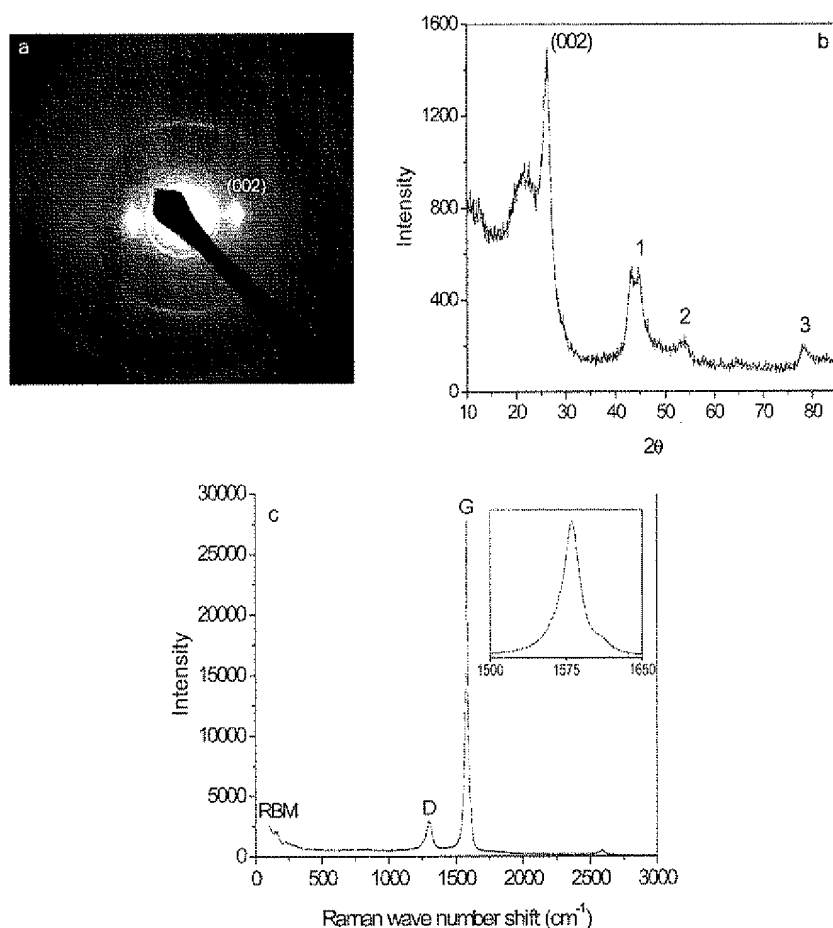 a
(002)
b
(002)
1
2
3
1600
1200
800
400
0
10 20 30 40 50 60 70 80
Intensity
2θ
c
G
D
RBM
30000
25000
20000
15000
10000
5000
0
0 500 1000 1500 2000 2500 3000
Intensity
Raman wave number shift (cm⁻¹)
1500 1575 1650